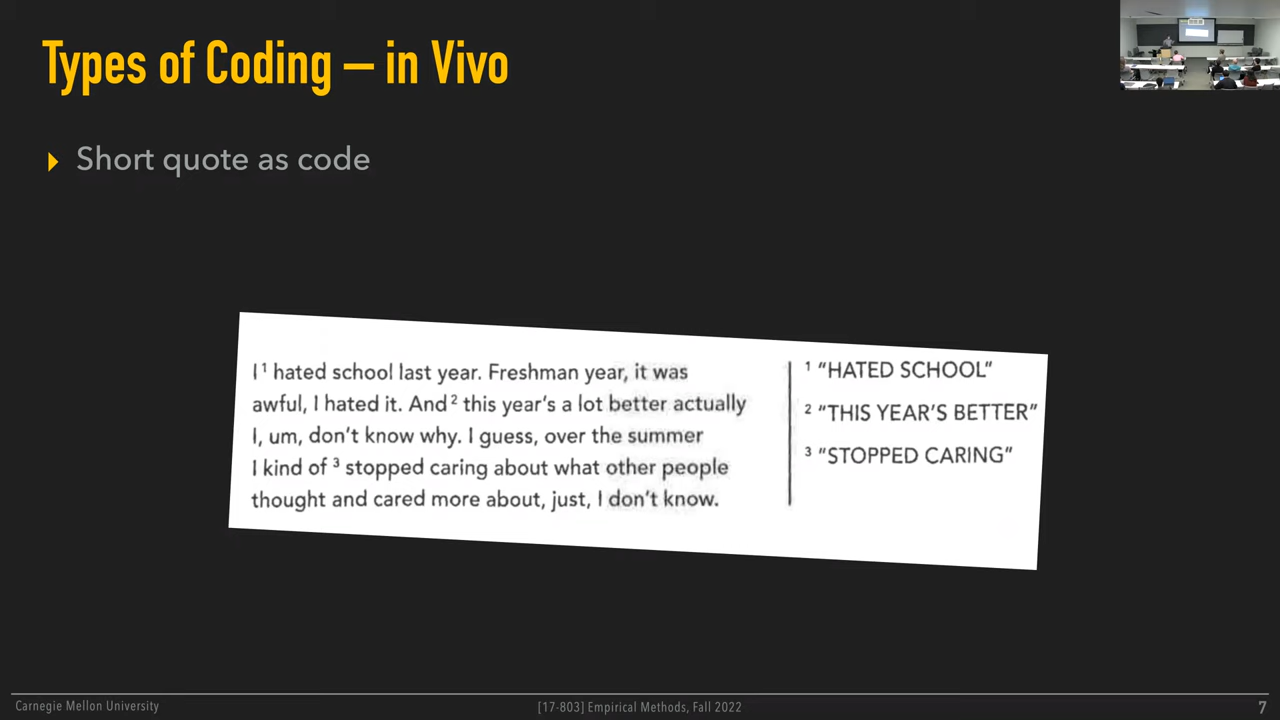 Types of Coding – in Vivo
Short quote as code
I¹ hated school last year. Freshman year, it was
awful, I hated it. And² this year's a lot better actually
I, um, don't know why. I guess, over the summer
I kind of ³ stopped caring about what other people
thought and cared more about, just, I don't know.
¹ "HATED SCHOOL"
² "THIS YEAR'S BETTER"
³ "STOPPED CARING"
Carnegie Mellon University
[17-803] Empirical Methods, Fall 2022
7